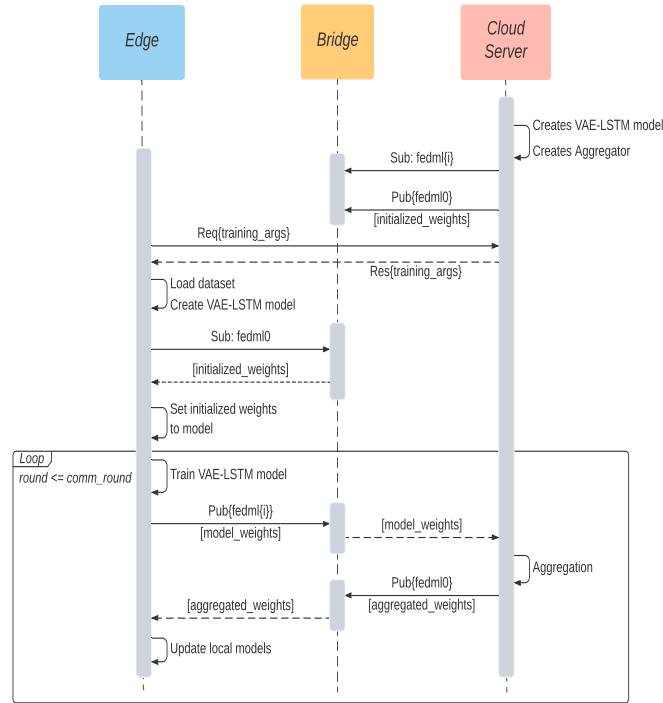 Edge
Bridge
Cloud
Server
Creates VAE-LSTM model
Creates Aggregator
Sub: fedml{i}
Pub{fedml0}
[initialized_weights]
Req{training_args}
Res{training_args}
Load dataset
Create VAE-LSTM model
Sub: fedml0
[initialized_weights]
Set initialized weights
to model
Loop
round <= comm_round
Train VAE-LSTM model
Pub{fedml{i}}
[model_weights]
[model_weights]
Aggregation
Pub{fedml0}
[aggregated_weights]
[aggregated_weights]
Update local models